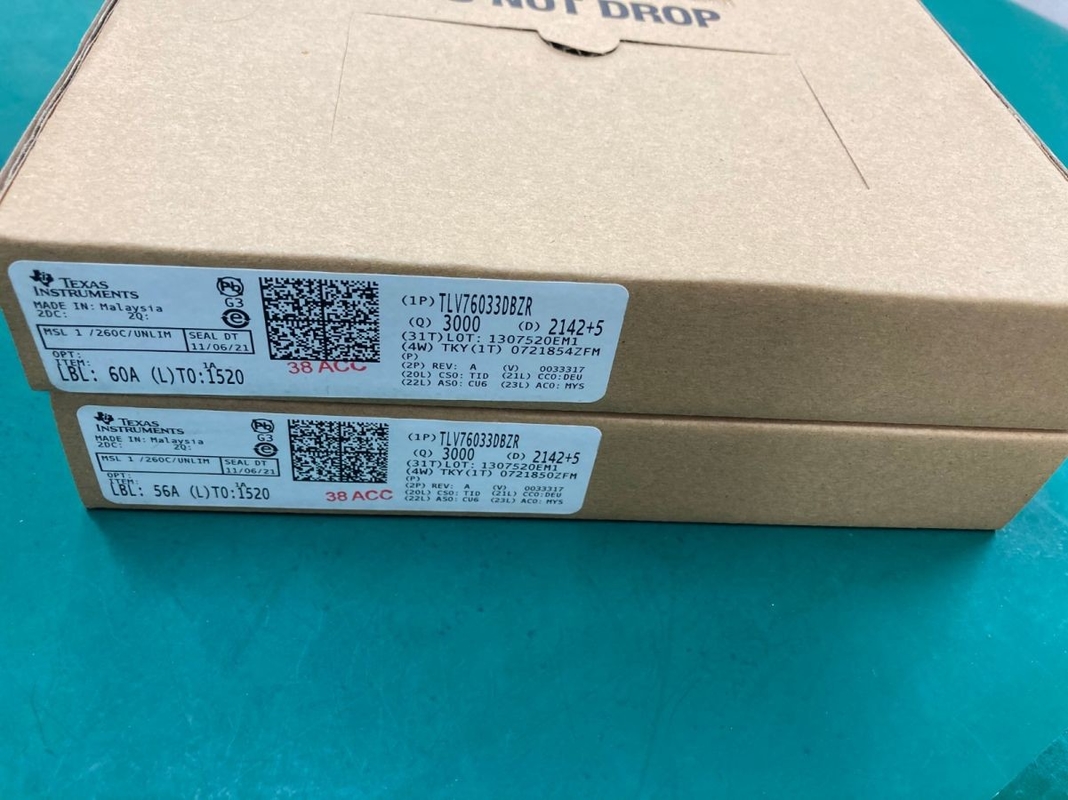 NOT DROP
TEXAS
INSTRUMENTS
MADE IN: Malaysia
2DC: 2Q:
Pb
G3
e
MSL 1 /260C/UNLIM
SEAL DT
11/06/21
OPT:
ITEM:
LBL: 60A (L)TO:1520
1A
38 ACC
(1P) TLV76033DBZR
(Q) 3000 (D) 2142+5
(31T)LOT: 1307520EM1
(4W) TKY(1T) 0721854ZFM
(P)
(2P) REV: A (V) 0033317
(20L) CSO: TID (21L) CCO:DEU
(22L) ASO: CU6 (23L) ACO: MYS
TEXAS
INSTRUMENTS
MADE IN: Malaysia
2DC: 2Q:
Pb
G3
e
MSL 1 /260C/UNLIM
SEAL DT
11/06/21
OPT:
ITEM:
LBL: 56A (L)TO:1520
1A
38 ACC
(1P) TLV76033DBZR
(Q) 3000 (D) 2142+5
(31T)LOT: 1307520EM1
(4W) TKY(1T) 0721850ZFM
(P)
(2P) REV: A (V) 0033317
(20L) CSO: TID (21L) CCO:DEU
(22L) ASO: CU6 (23L) ACO: MYS